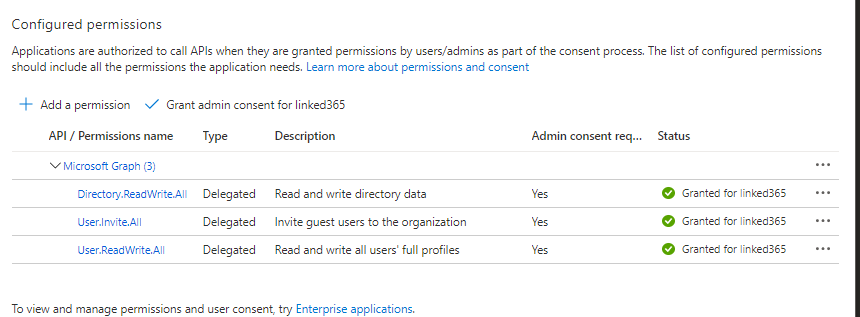 Configured permissions
Applications are authorized to call APIs when they are granted permissions by users/admins as part of the consent process. The list of configured permissions
should include all the permissions the application needs. Learn more about permissions and consent
Add a permission Grant admin consent for linked365
API / Permissions name Type Description Admin consent req... Status
Microsoft Graph (3)
Directory.ReadWrite.All Delegated Read and write directory data Yes Granted for linked365
User.Invite.All Delegated Invite guest users to the organization Yes Granted for linked365
User.ReadWrite.All Delegated Read and write all users' full profiles Yes Granted for linked365
To view and manage permissions and user consent, try Enterprise applications.